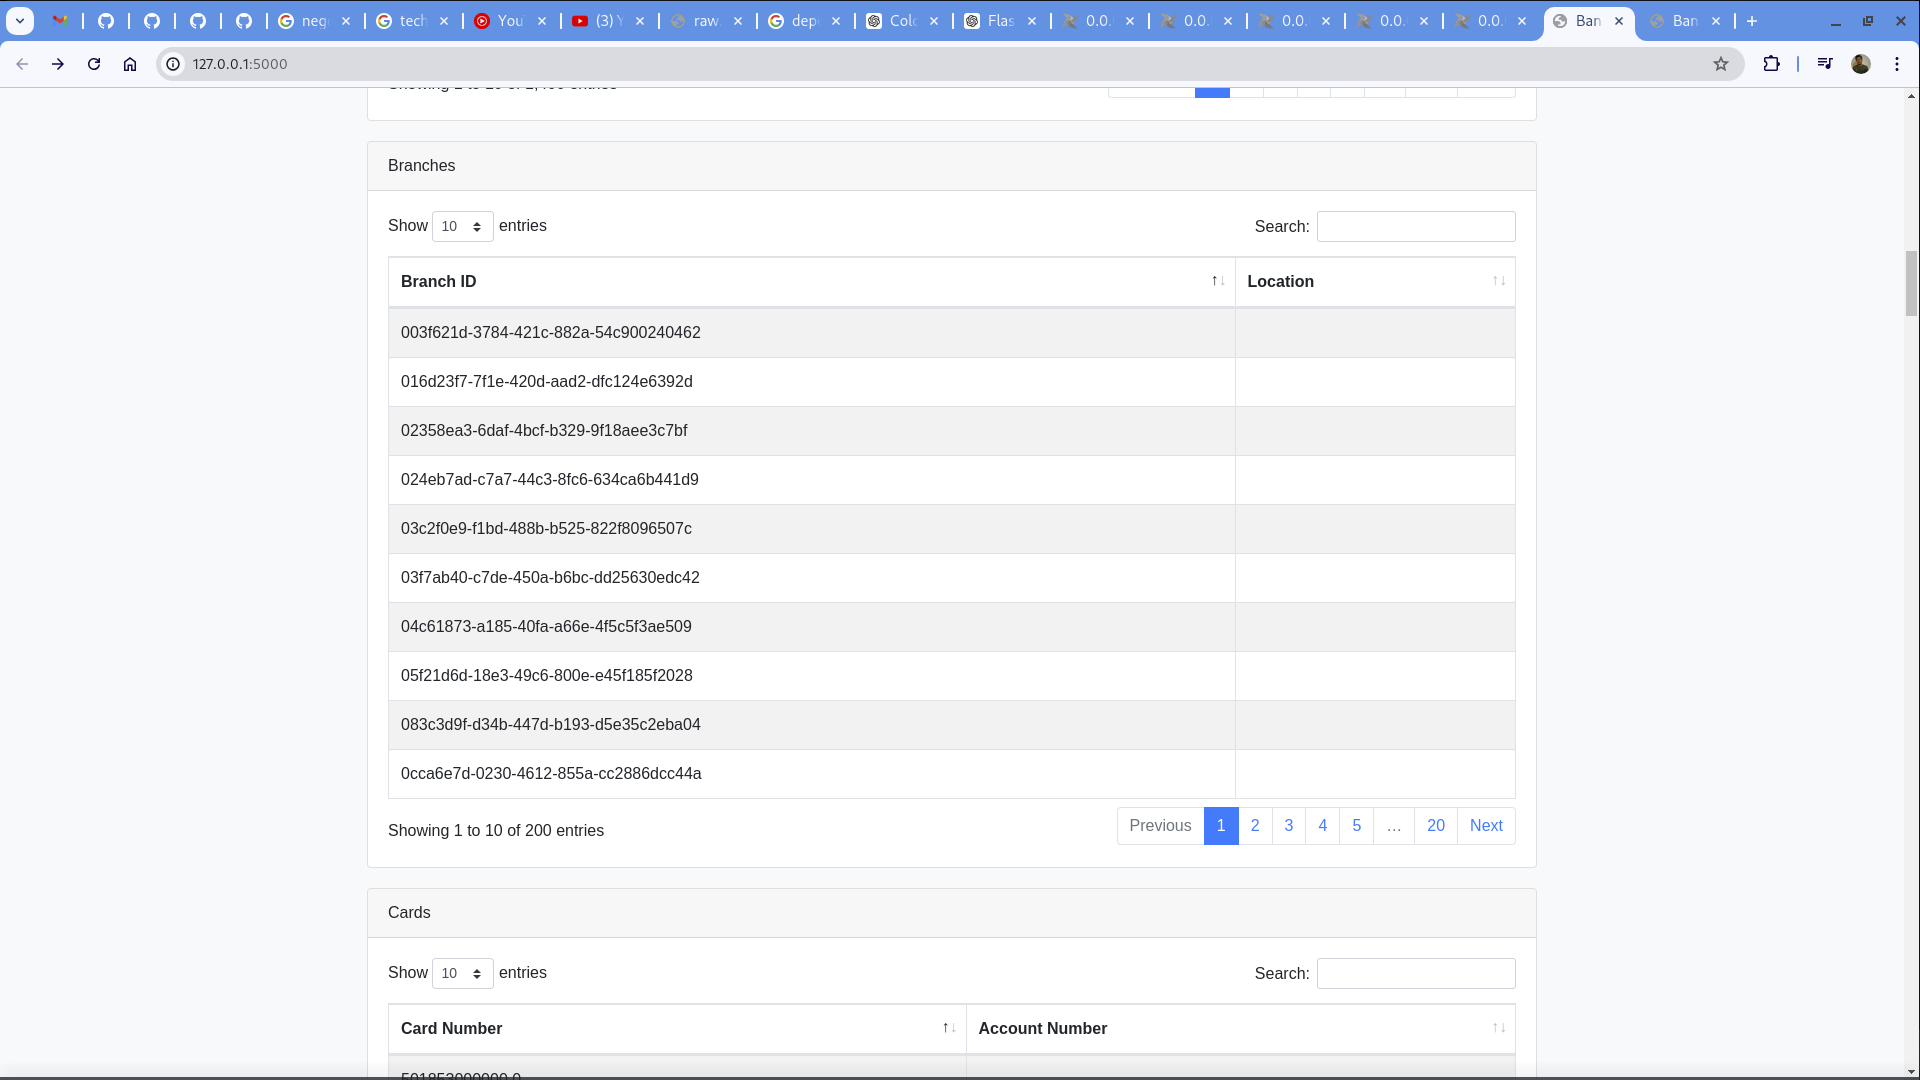 neg
tech
You
(3) Y
raw.
dep
Colo
Flas
0.0.
0.0.
0.0.
0.0.
0.0.
Ban
Ban
127.0.0.1:5000
Branches
Show 10 entries
Search:
Branch ID
Location
003f621d-3784-421c-882a-54c900240462
016d23f7-7f1e-420d-aad2-dfc124e6392d
02358ea3-6daf-4bcf-b329-9f18aee3c7bf
024eb7ad-c7a7-44c3-8fc6-634ca6b441d9
03c2f0e9-f1bd-488b-b525-822f8096507c
03f7ab40-c7de-450a-b6bc-dd25630edc42
04c61873-a185-40fa-a66e-4f5c5f3ae509
05f21d6d-18e3-49c6-800e-e45f185f2028
083c3d9f-d34b-447d-b193-d5e35c2eba04
0cca6e7d-0230-4612-855a-cc2886dcc44a
Showing 1 to 10 of 200 entries
Previous 1 2 3 4 5 … 20 Next
Cards
Show 10 entries
Search:
Card Number
Account Number